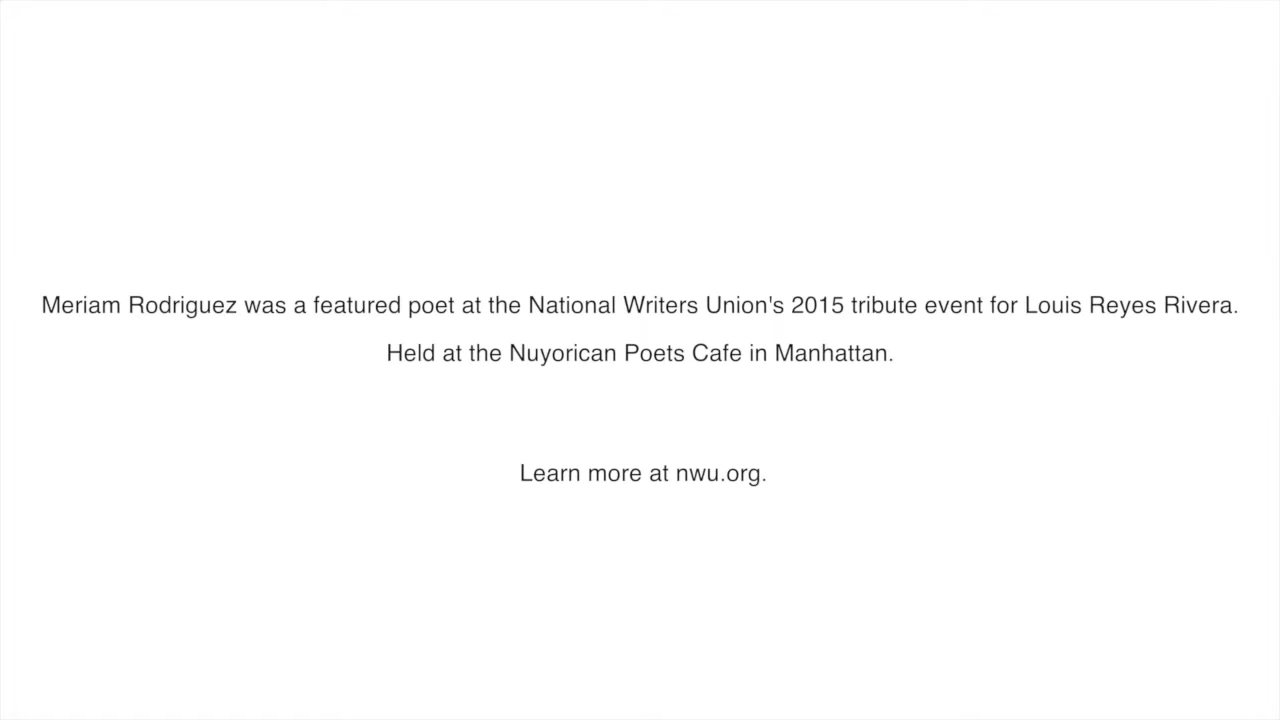 Meriam Rodriguez was a featured poet at the National Writers Union's 2015 tribute event for Louis Reyes Rivera.
Held at the Nuyorican Poets Cafe in Manhattan.
Learn more at nwu.org.